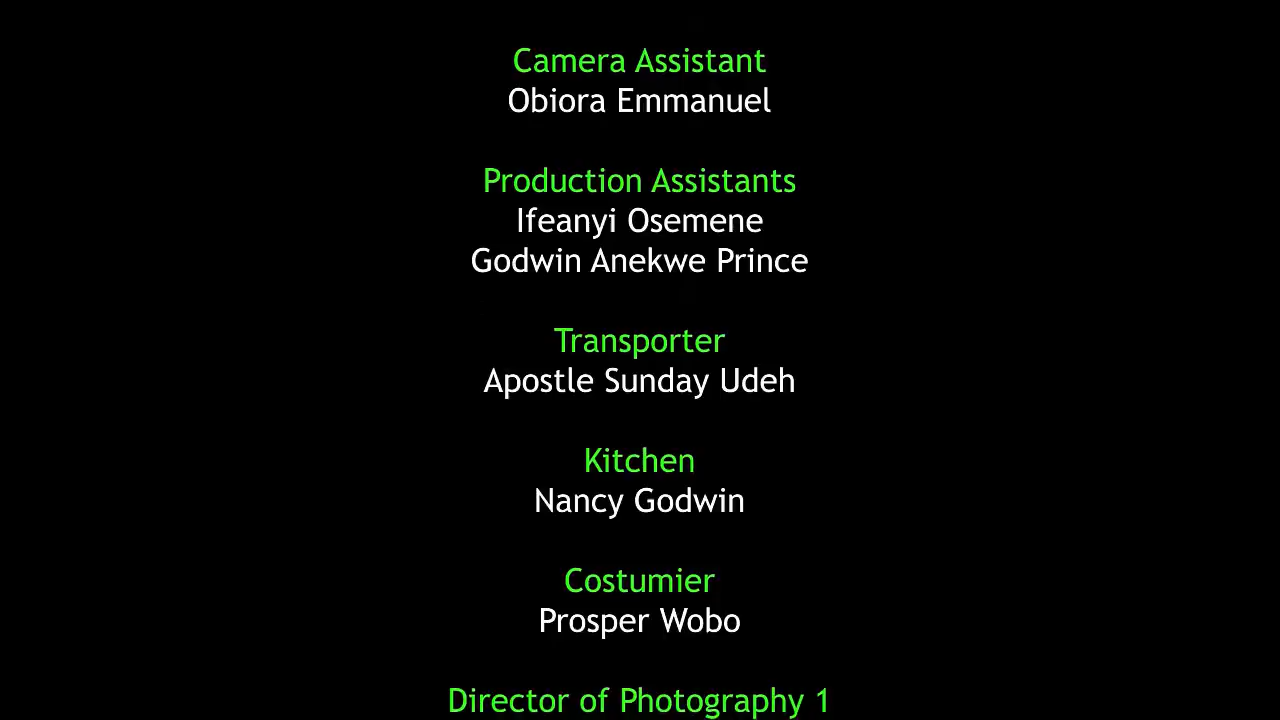 Camera Assistant
Obiora Emmanuel
Production Assistants
Ifeanyi Osemene
Godwin Anekwe Prince
Transporter
Apostle Sunday Udeh
Kitchen
Nancy Godwin
Costumier
Prosper Wobo
Director of Photography 1